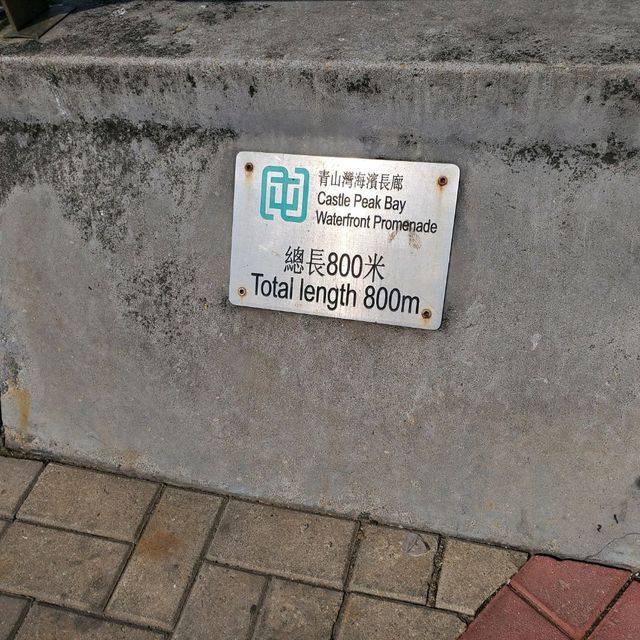 青山灣海濱長廊
Castle Peak Bay
Waterfront Promenade
總長800米
Total length 800m